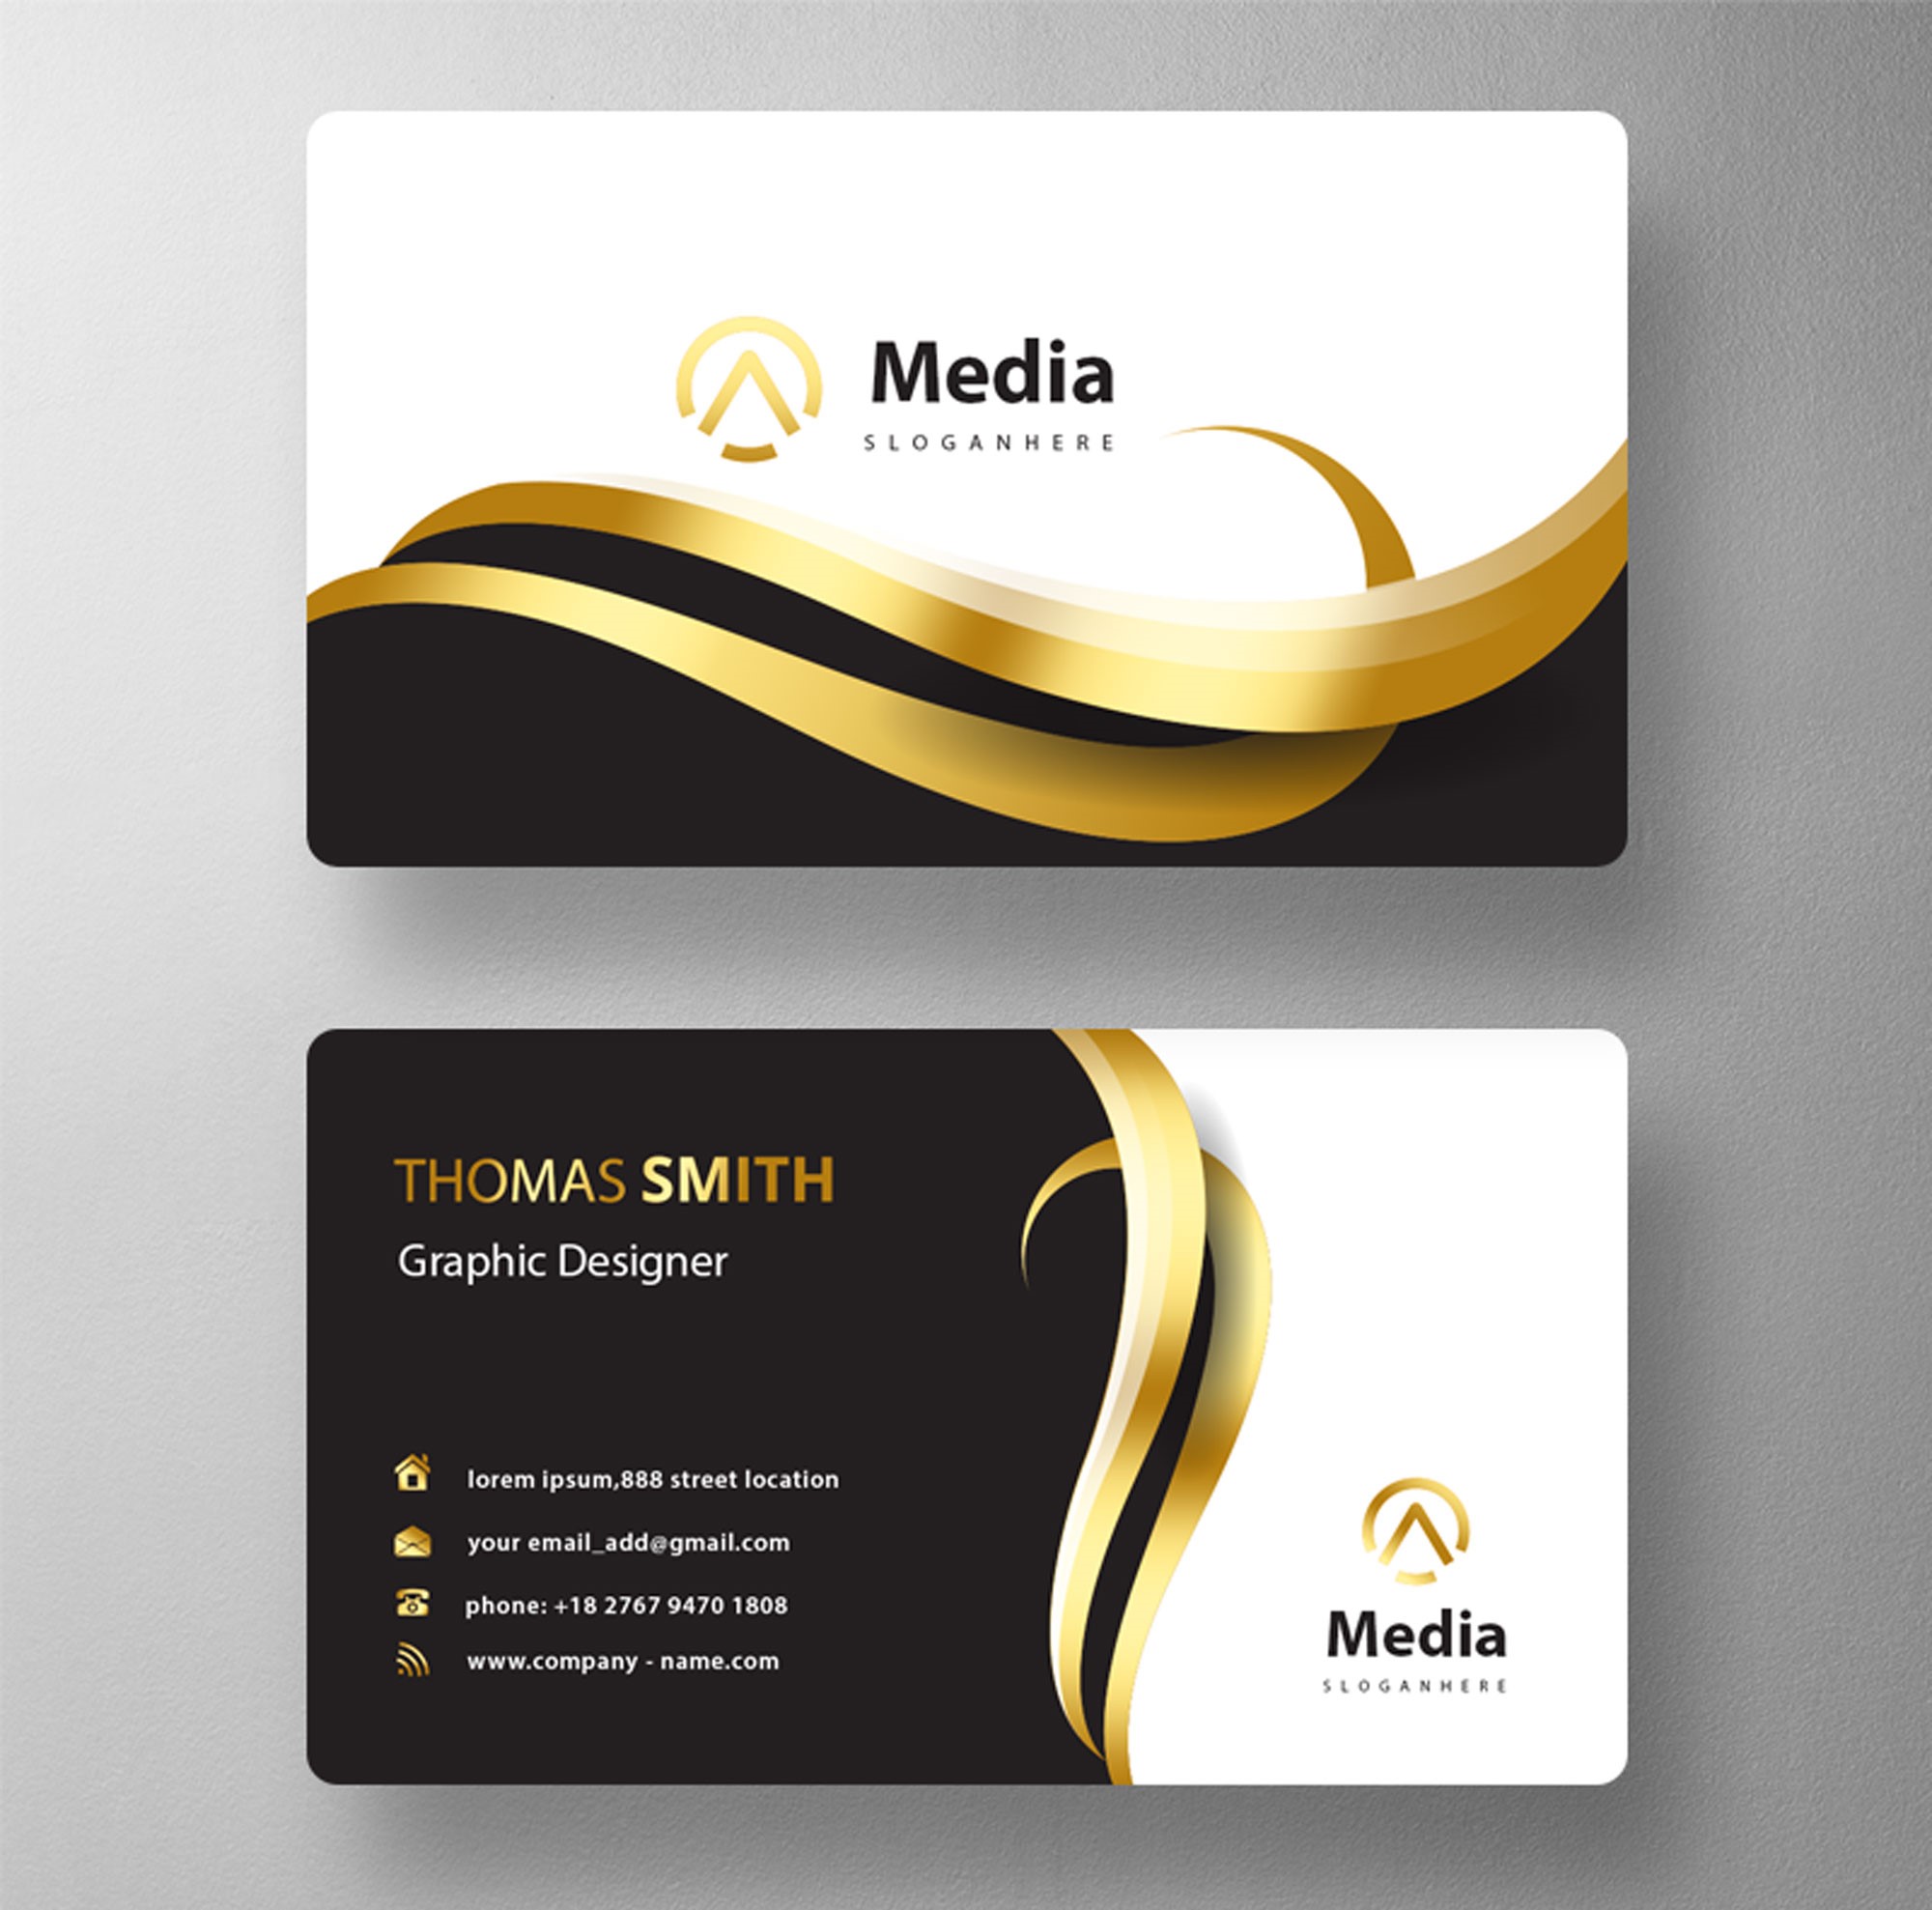 Media
SLOGANHERE
THOMAS SMITH
Graphic Designer
lorem ipsum,888 street location
your email_add@gmail.com
phone: +18 2767 9470 1808
www.company - name.com
Media
SLOGANHERE